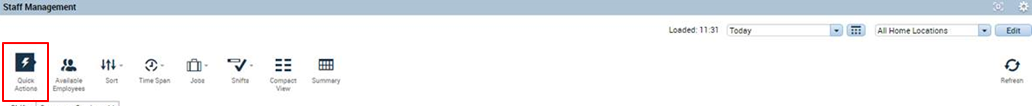 Staff Management
Loaded: 11:31 Today All Home Locations Edit
Quick Actions
Available Employees
Sort
Time Span
Jobs
Shifts
Compact View
Summary
Refresh